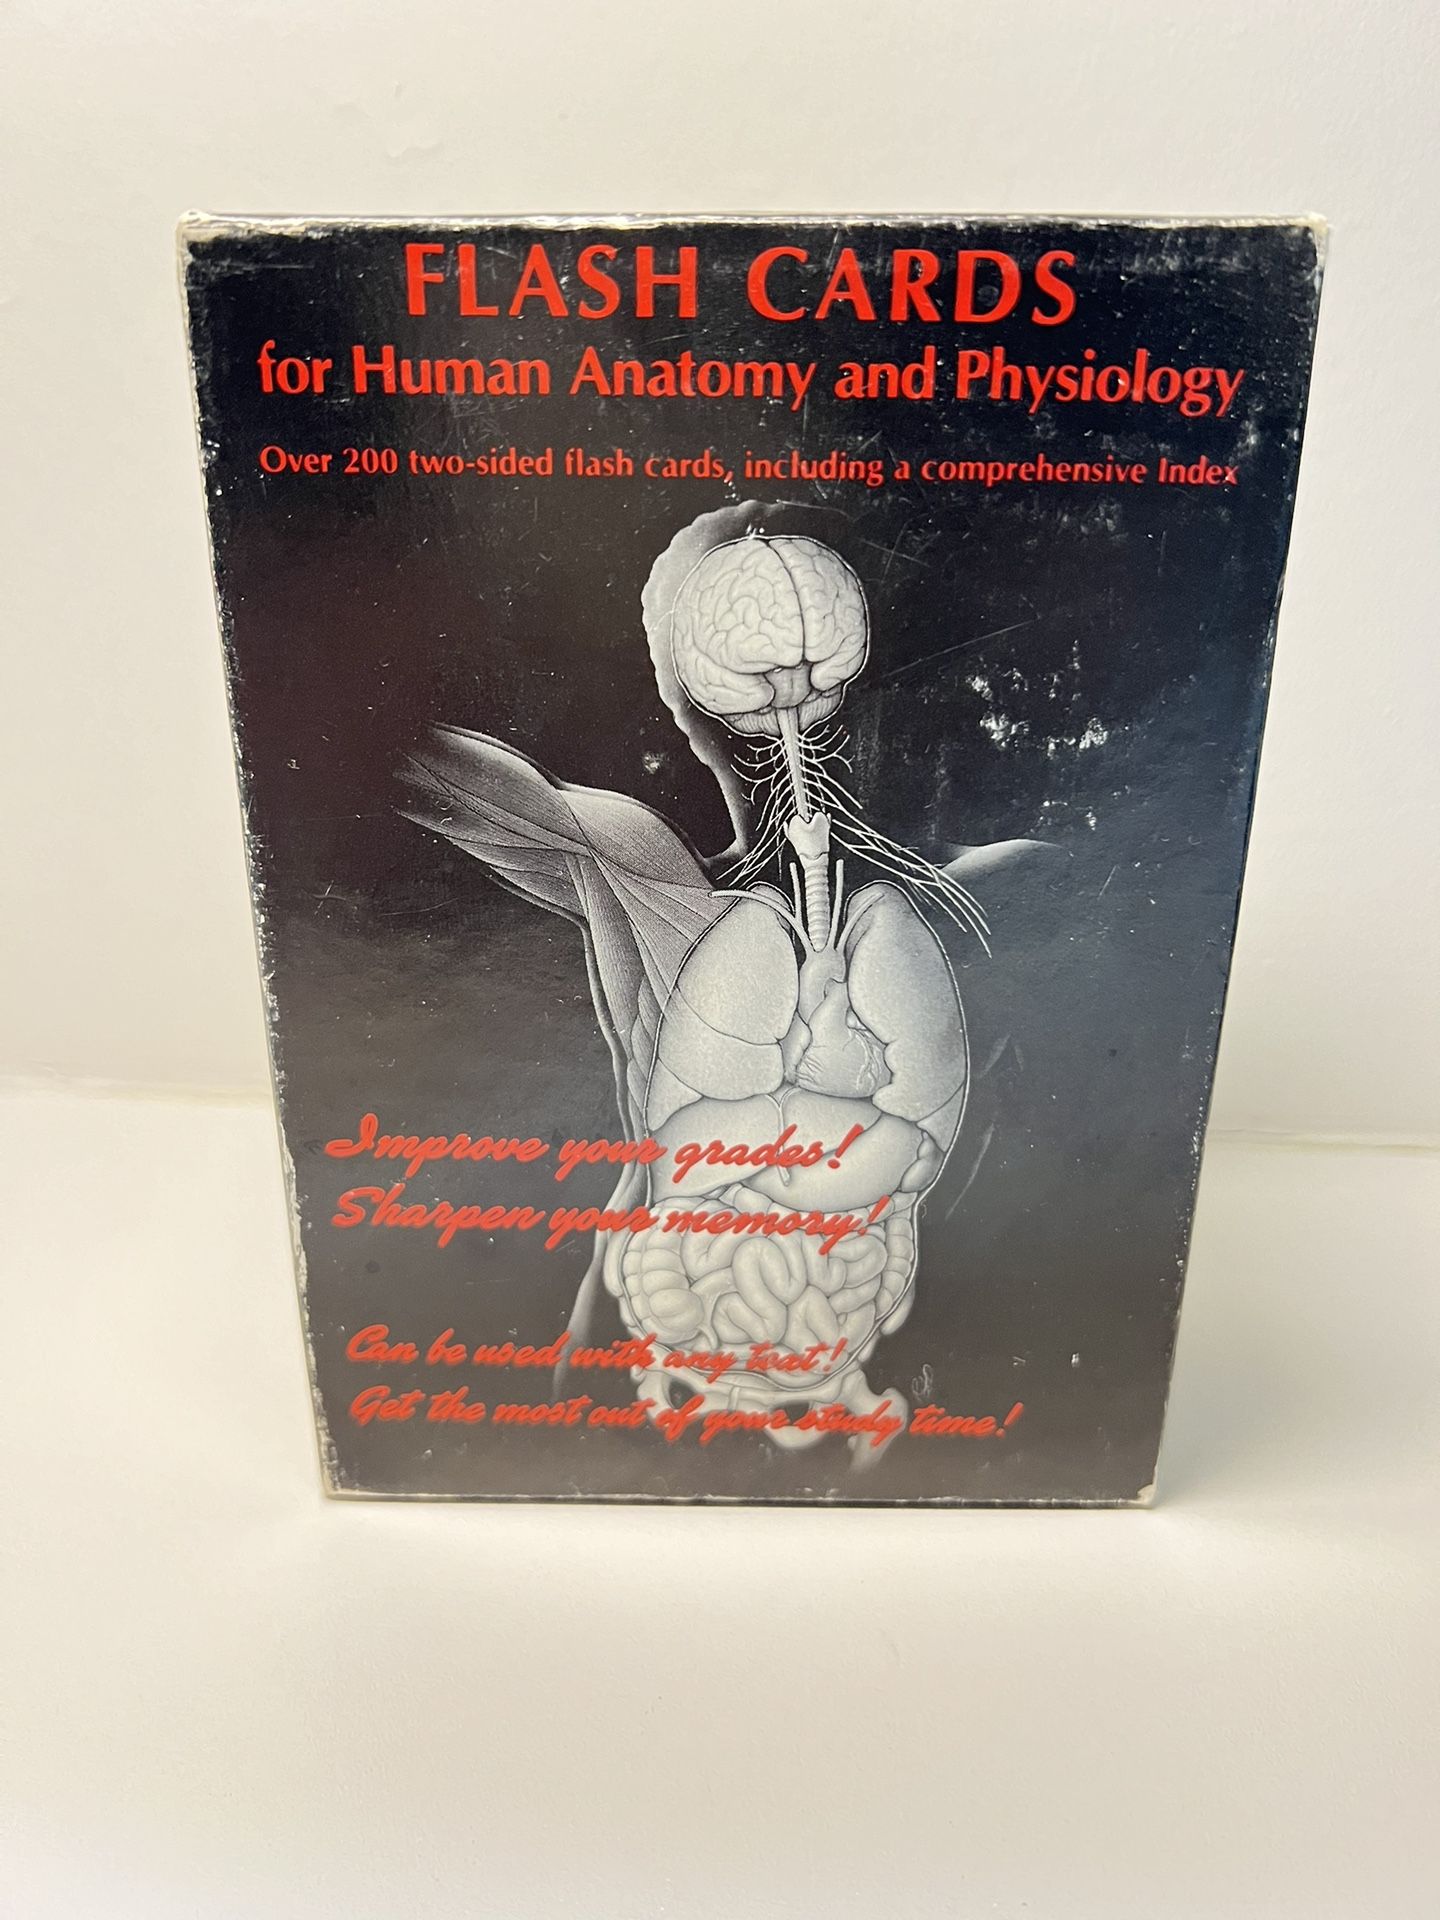 FLASH CARDS
for Human Anatomy and Physiology
Over 200 two-sided flash cards, including a comprehensive Index
Improve your grades!
Sharpen your memory!
Can be used with any text!
Get the most out of your study time!